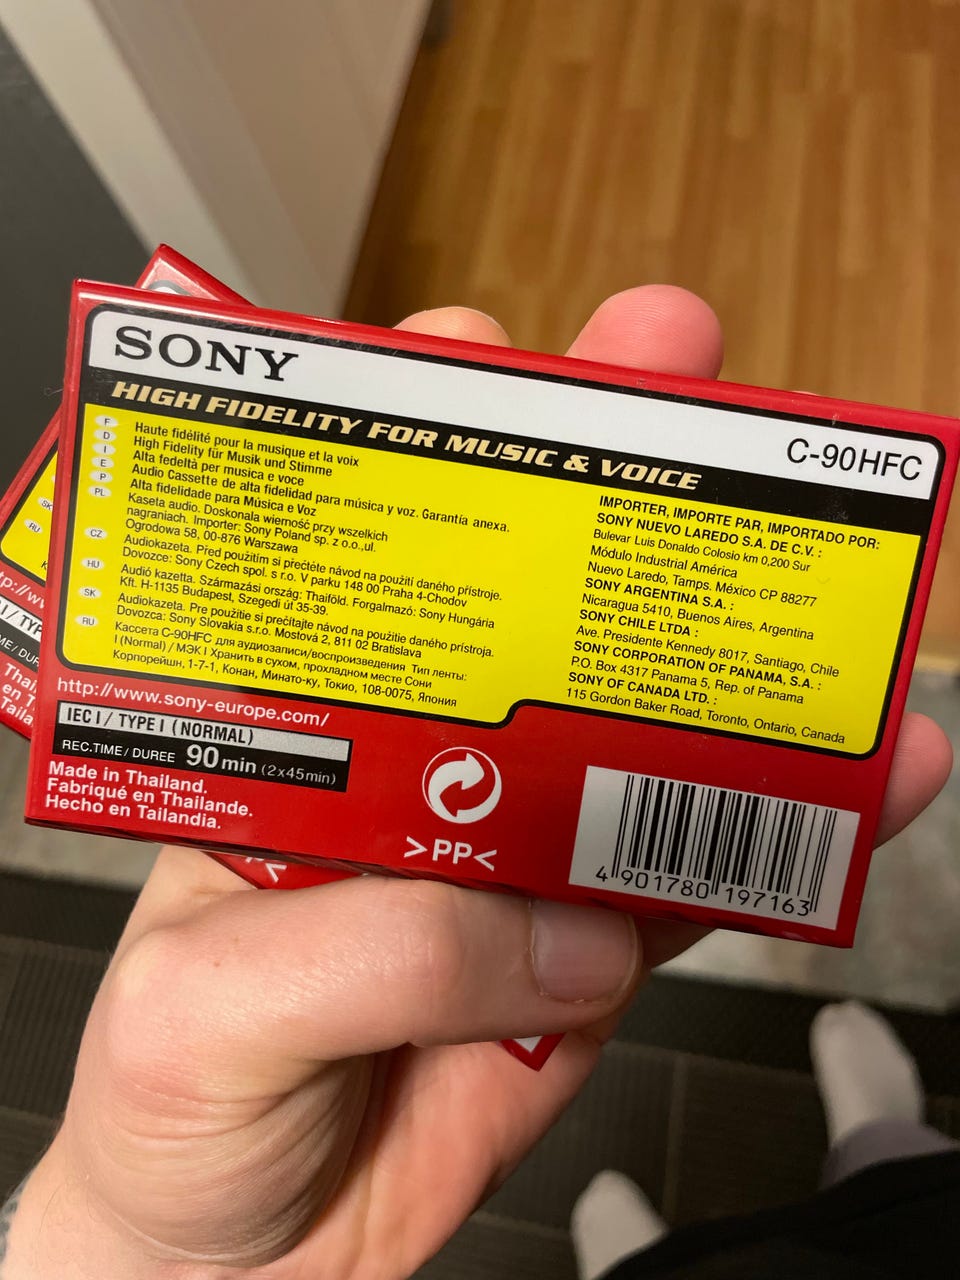 SONY
C-90HFC
HIGH FIDELITY FOR MUSIC & VOICE
F Haute fidélité pour la musique et la voix
D High Fidelity für Musik und Stimme
I Alta fedeltà per musica e voce
E Audio Cassette de alta fidelidad para música y voz. Garantía anexa.
P Alta fidelidade para Música e Voz
PL Kaseta audio. Doskonala wierność przy wszelkich
nagraniach. Importer: Sony Poland sp. z o.o.,ul.
Ogrodowa 58, 00-876 Warszawa
CZ Audiokazeta. Před použitím si přečtěte návod na použití daného přístroje.
Dovozce: Sony Czech spol. s r.o. V parku 148 00 Praha 4-Chodov
HU Audió kazetta. Származási ország: Thaiföld. Forgalmazó: Sony Hungária
Kft. H-1135 Budapest, Szegedi út 35-39.
SK Audiokazeta. Pre použitie si prečítajte návod na použitie daného prístroja.
Dovozca: Sony Slovakia s.r.o. Mostová 2, 811 02 Bratislava
RU Кассета C-90HFC для аудиозаписи/воспроизведения Тип ленты:
I (Normal) / МЭК I Хранить в сухом, прохладном месте Сони
Корпорейшн, 1-7-1, Конан, Минато-ку, Токио, 108-0075, Япония
IMPORTER, IMPORTE PAR, IMPORTADO POR:
SONY NUEVO LAREDO S.A. DE C.V. :
Bulevar Luis Donaldo Colosio km 0,200 Sur
Módulo Industrial América
Nuevo Laredo, Tamps. México CP 88277
SONY ARGENTINA S.A. :
Nicaragua 5410, Buenos Aires, Argentina
SONY CHILE LTDA :
Ave. Presidente Kennedy 8017, Santiago, Chile
SONY CORPORATION OF PANAMA, S.A. :
P.O. Box 4317 Panama 5, Rep. of Panama
SONY OF CANADA LTD. :
115 Gordon Baker Road, Toronto, Ontario, Canada
http://www.sony-europe.com/
IEC I / TYPE I (NORMAL)
REC.TIME / DUREE 90 min (2x45min)
Made in Thailand.
Fabriqué en Thaïlande.
Hecho en Tailandia.
>PP<
4 901780 197163
SK
RU